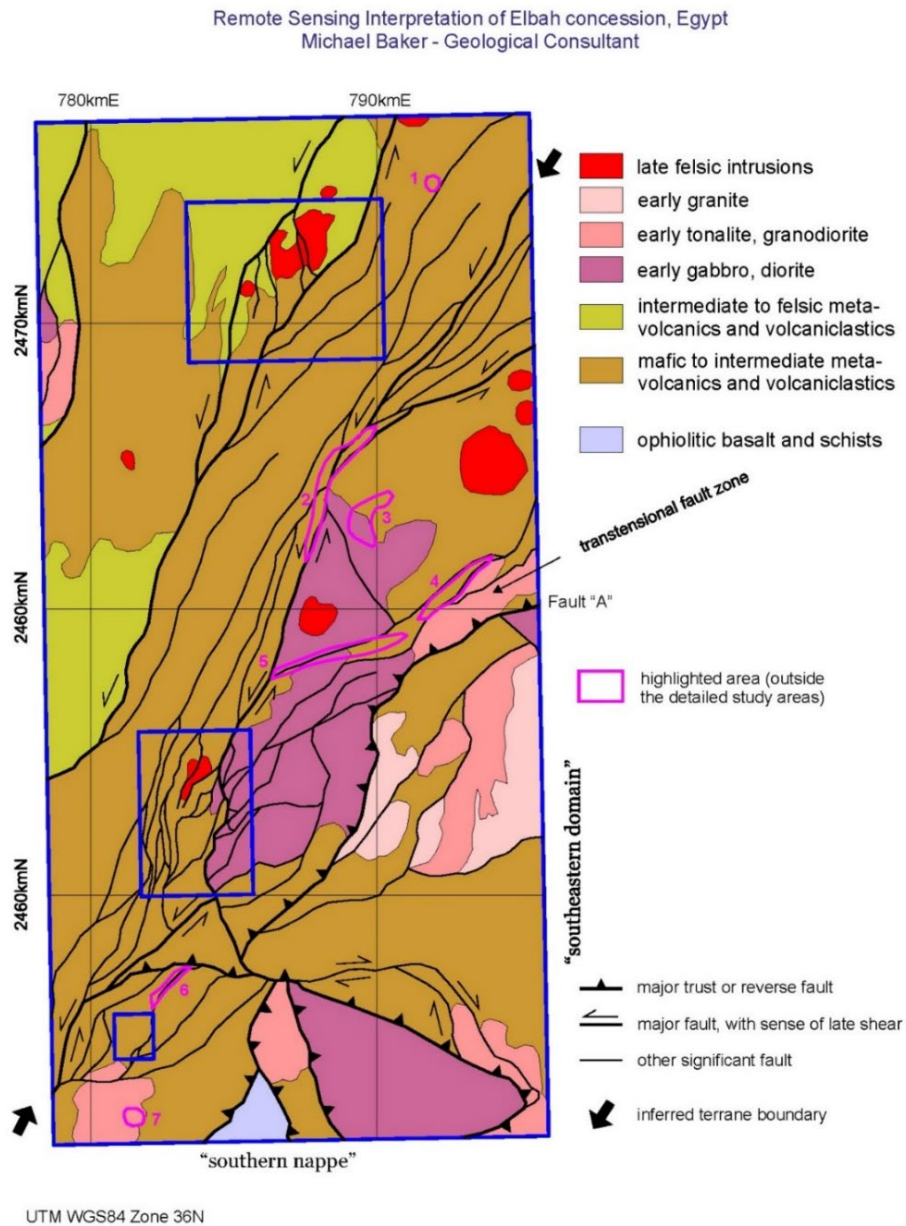 Remote Sensing Interpretation of Elbah concession, Egypt
Michael Baker - Geological Consultant
780kmE
790kmE
2470kmN
2460kmN
2460kmN
1
2
3
4
5
6
7
late felsic intrusions
early granite
early tonalite, granodiorite
early gabbro, diorite
intermediate to felsic meta-
volcanics and volcaniclastics
mafic to intermediate meta-
volcanics and volcaniclastics
ophiolitic basalt and schists
transtensional fault zone
Fault “A”
highlighted area (outside
the detailed study areas)
“southeastern domain”
major trust or reverse fault
major fault, with sense of late shear
other significant fault
inferred terrane boundary
“southern nappe”
UTM WGS84 Zone 36N